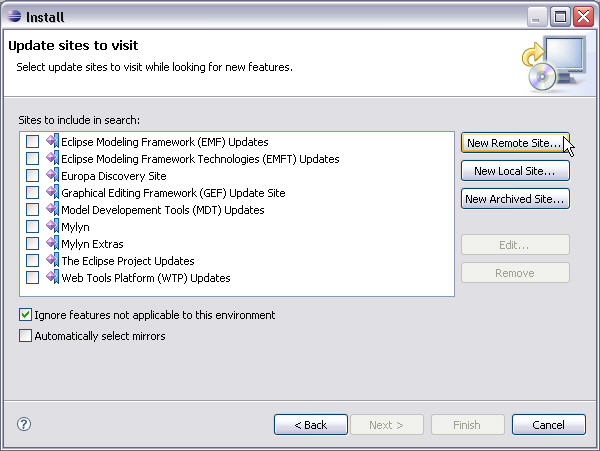 Install
Update sites to visit
Select update sites to visit while looking for new features.
Sites to include in search:
Eclipse Modeling Framework (EMF) Updates
Eclipse Modeling Framework Technologies (EMFT) Updates
Europa Discovery Site
Graphical Editing Framework (GEF) Update Site
Model Developement Tools (MDT) Updates
Mylyn
Mylyn Extras
The Eclipse Project Updates
Web Tools Platform (WTP) Updates
New Remote Site...
New Local Site...
New Archived Site...
Edit...
Remove
Ignore features not applicable to this environment
Automatically select mirrors
?
< Back
Next >
Finish
Cancel